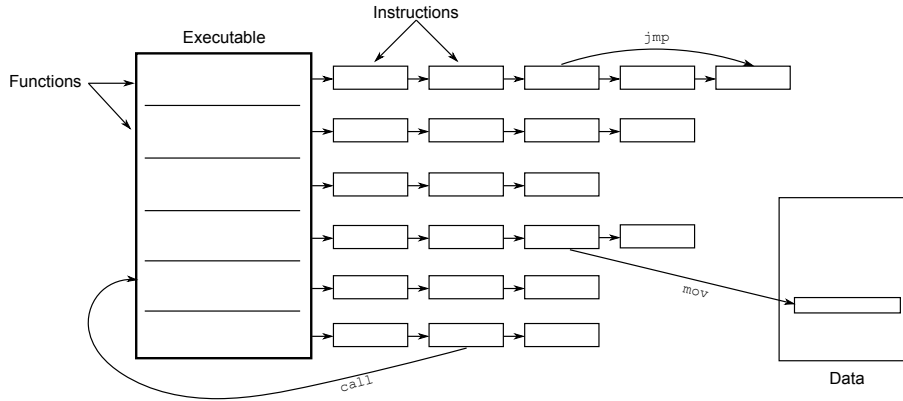 Instructions
Executable
jmp
Functions
mov
call
Data